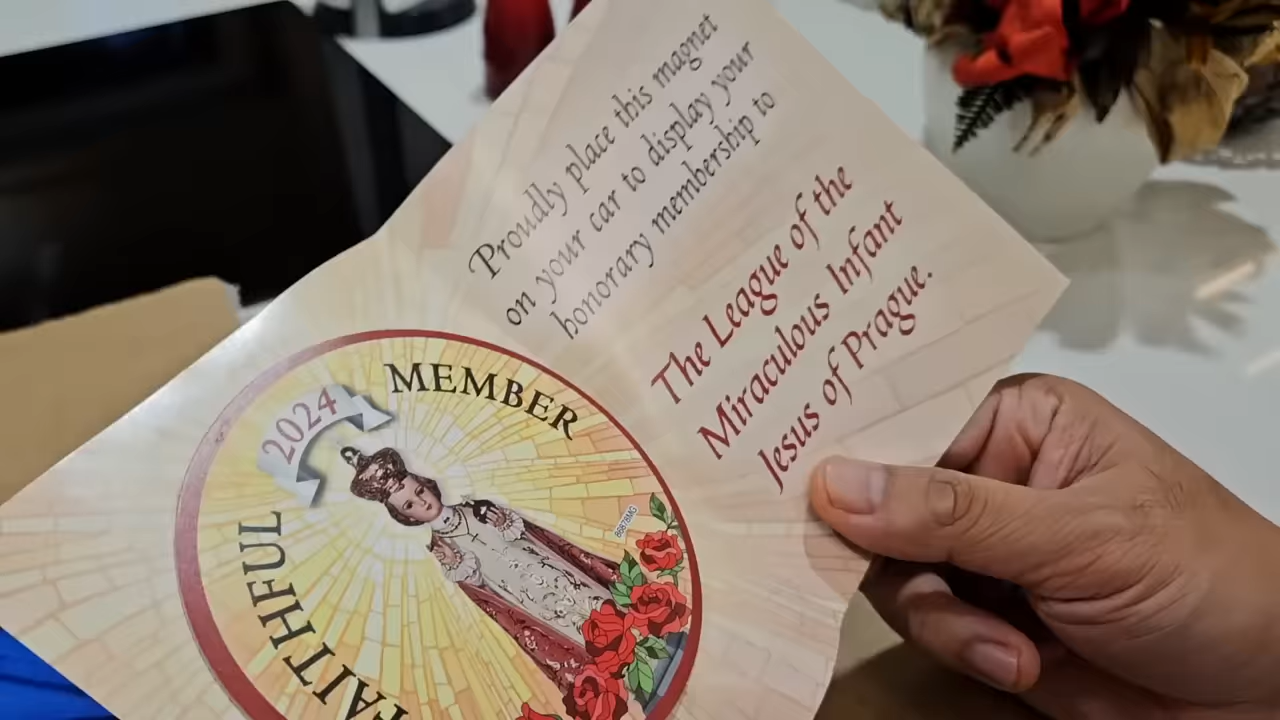 Proudly place this magnet
on your car to display your
honorary membership to
The League of the
Miraculous Infant
Jesus of Prague.
2024
FAITHFUL MEMBER
86878MG